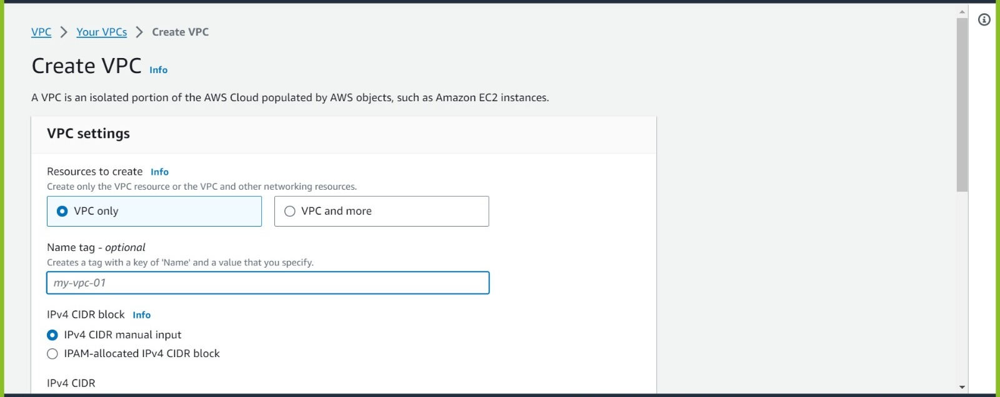 VPC > Your VPCs > Create VPC
Create VPC Info
A VPC is an isolated portion of the AWS Cloud populated by AWS objects, such as Amazon EC2 instances.
VPC settings
Resources to create Info
Create only the VPC resource or the VPC and other networking resources.
VPC only
VPC and more
Name tag - optional
Creates a tag with a key of 'Name' and a value that you specify.
my-vpc-01
IPv4 CIDR block Info
IPv4 CIDR manual input
IPAM-allocated IPv4 CIDR block
IPv4 CIDR